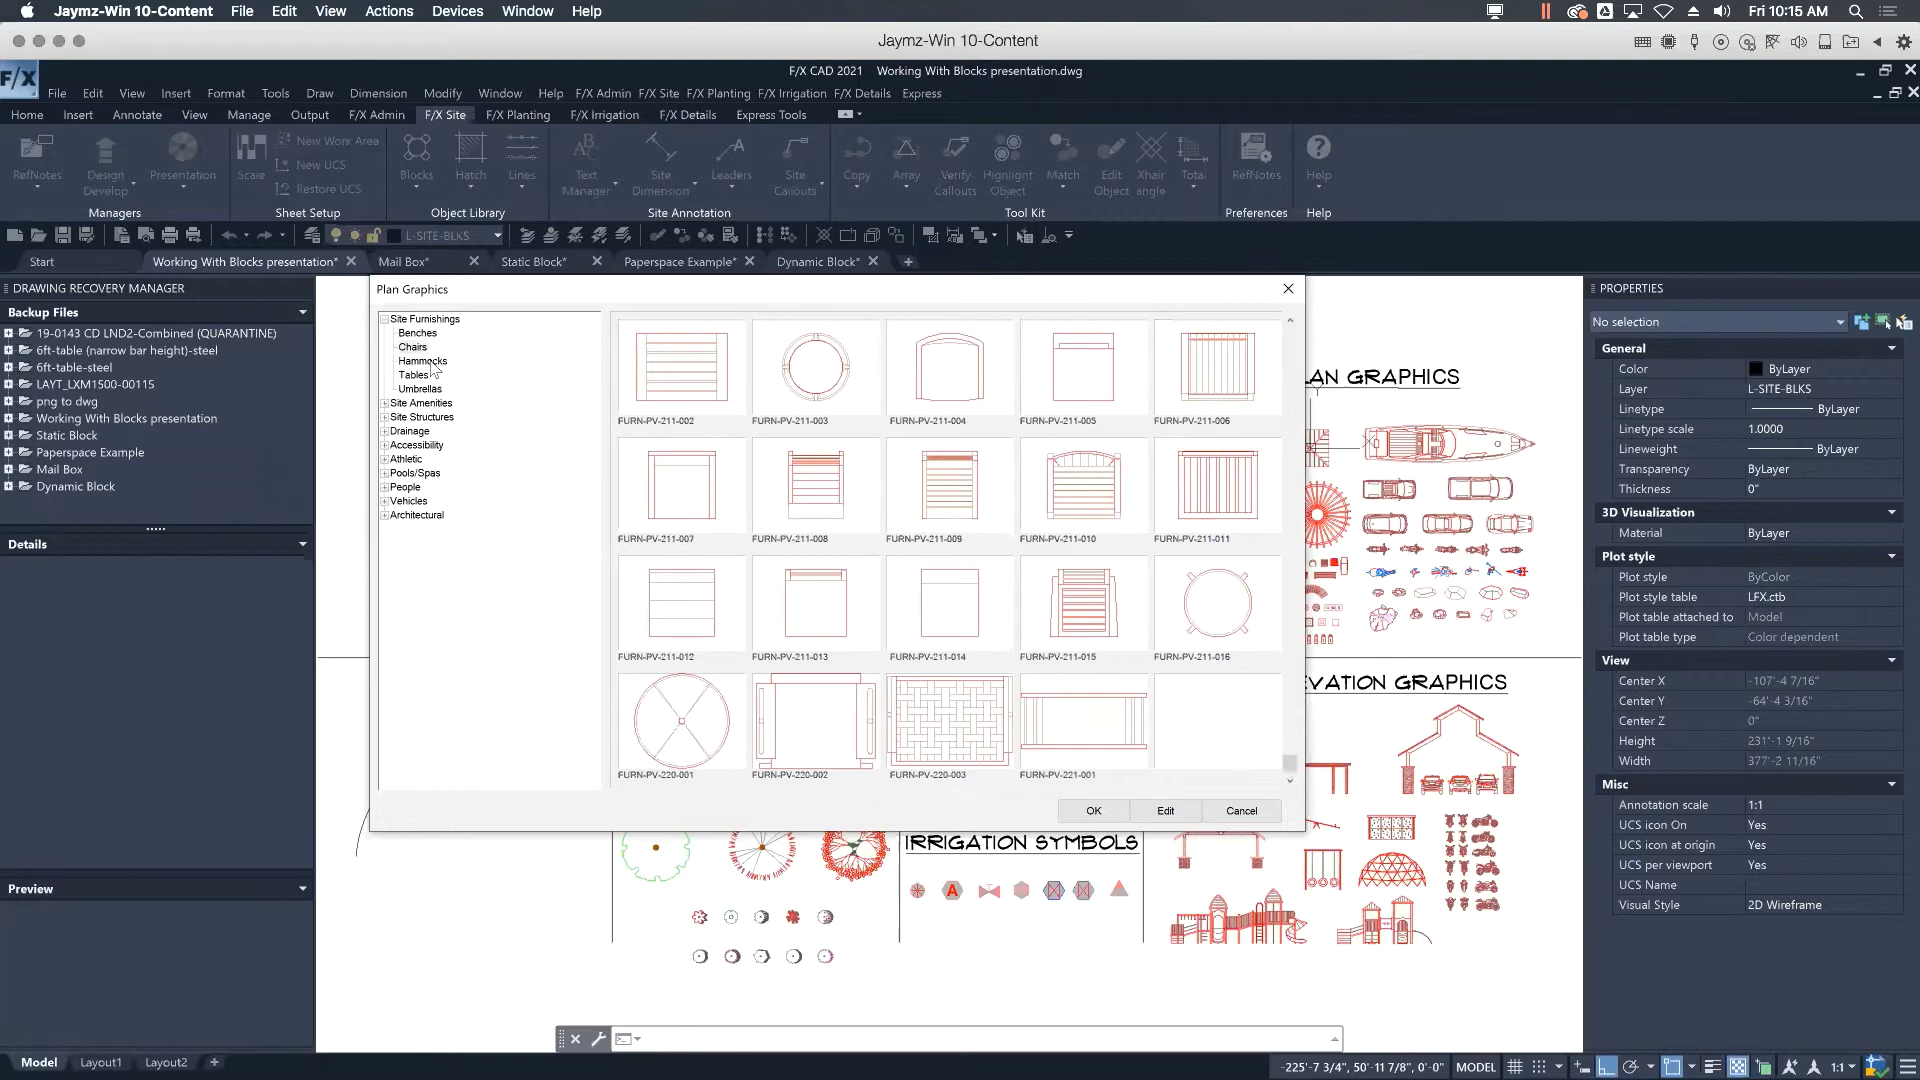 Jaymz-Win 10-Content File Edit View Actions Devices Window Help Fri 10:15 AM
Jaymz-Win 10-Content
F/X F/X CAD 2021 Working With Blocks presentation.dwg
File Edit View Insert Format Tools Draw Dimension Modify Window Help F/X Admin F/X Site F/X Planting F/X Irrigation F/X Details Express
Home Insert Annotate View Manage Output F/X Admin F/X Site F/X Planting F/X Irrigation F/X Details Express Tools
RefNotes
Design Develop
Presentation
Scale
New Work Area
New UCS
Restore UCS
Blocks
Hatch
Lines
Text Manager
Site Dimension
Leaders
Site Callouts
Copy
Array
Verify Callouts
Highlight Object
Match
Edit Object
Xhair angle
Total
RefNotes
Help
Managers Sheet Setup Object Library Site Annotation Tool Kit Preferences Help
L-SITE-BLKS
Start Working With Blocks presentation* Mail Box* Static Block* Paperspace Example* Dynamic Block*
DRAWING RECOVERY MANAGER
Backup Files
19-0143 CD LND2-Combined (QUARANTINE)
6ft-table (narrow bar height)-steel
6ft-table-steel
LAYT_LXM1500-00115
png to dwg
Working With Blocks presentation
Static Block
Paperspace Example
Mail Box
Dynamic Block
Details
Preview
Plan Graphics
Site Furnishings
Benches
Chairs
Hammocks
Tables
Umbrellas
Site Amenities
Site Structures
Drainage
Accessibility
Athletic
Pools/Spas
People
Vehicles
Architectural
FURN-PV-211-002 FURN-PV-211-003 FURN-PV-211-004 FURN-PV-211-005 FURN-PV-211-006
FURN-PV-211-007 FURN-PV-211-008 FURN-PV-211-009 FURN-PV-211-010 FURN-PV-211-011
FURN-PV-211-012 FURN-PV-211-013 FURN-PV-211-014 FURN-PV-211-015 FURN-PV-211-016
FURN-PV-220-001 FURN-PV-220-002 FURN-PV-220-003 FURN-PV-221-001
OK Edit Cancel
LAN GRAPHICS
VATION GRAPHICS
IRRIGATION SYMBOLS
A
PROPERTIES
No selection
General
Color ByLayer
Layer L-SITE-BLKS
Linetype ByLayer
Linetype scale 1.0000
Lineweight ByLayer
Transparency ByLayer
Thickness 0"
3D Visualization
Material ByLayer
Plot style
Plot style ByColor
Plot style table LFX.ctb
Plot table attached to Model
Plot table type Color dependent
View
Center X -107'-4 7/16"
Center Y -64'-4 3/16"
Center Z 0"
Height 231'-1 9/16"
Width 377'-2 11/16"
Misc
Annotation scale 1:1
UCS icon On Yes
UCS icon at origin Yes
UCS per viewport Yes
UCS Name
Visual Style 2D Wireframe
Model Layout1 Layout2
-225'-7 3/4", 50'-11 7/8", 0'-0" MODEL 1:1